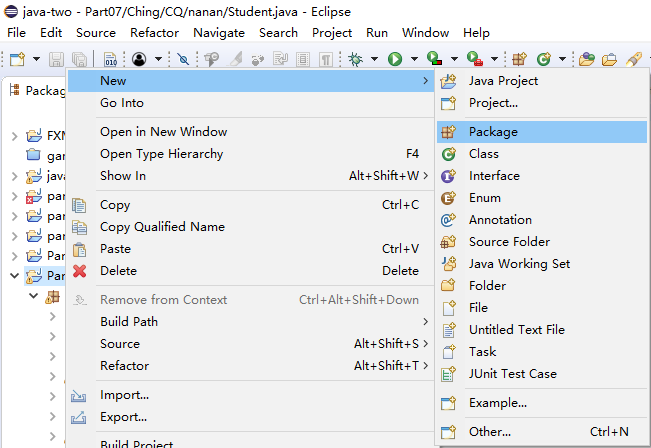 java-two - Part07/Ching/CQ/nanan/Student.java - Eclipse
File Edit Source Refactor Navigate Search Project Run Window Help
010
Packag
FXM
gar
java
par
par
par
Par
Par
New
Go Into
Open in New Window
Open Type Hierarchy F4
Show In Alt+Shift+W
Copy Ctrl+C
Copy Qualified Name
Paste Ctrl+V
Delete Delete
Remove from Context Ctrl+Alt+Shift+Down
Build Path
Source Alt+Shift+S
Refactor Alt+Shift+T
Import...
Export...
Build Project
Java Project
Project...
Package
Class
Interface
Enum
Annotation
Source Folder
Java Working Set
Folder
File
Untitled Text File
Task
JUnit Test Case
Example...
Other... Ctrl+N